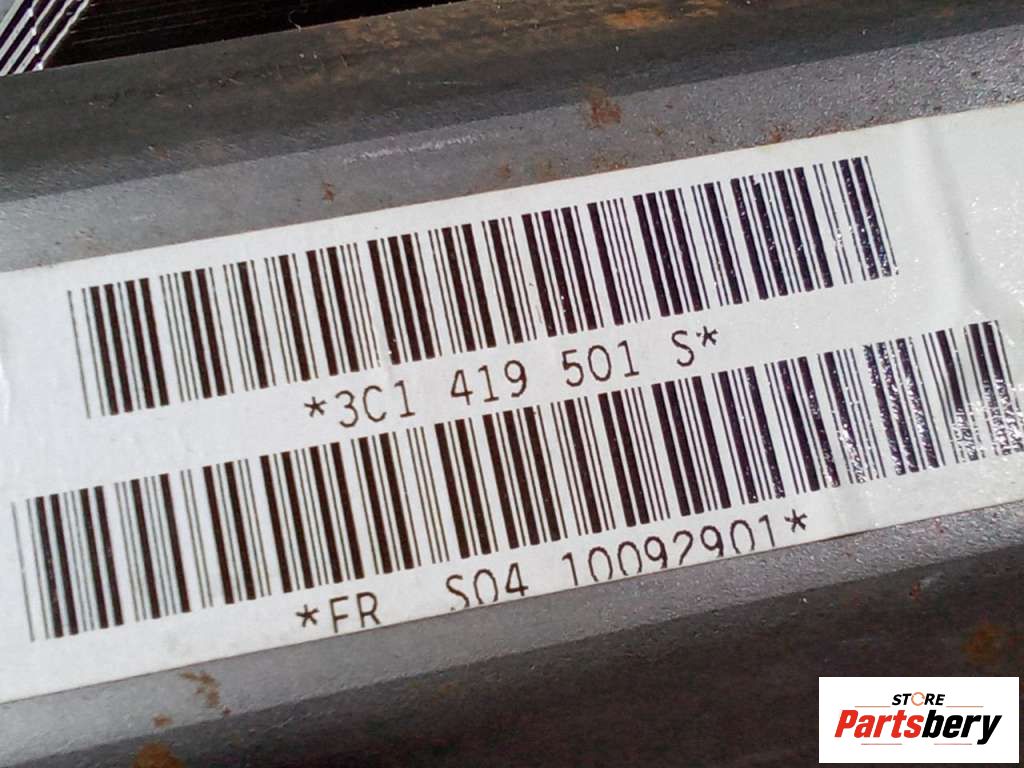 *3C1 419 501 S*
*FR S04 10092901*
STORE
Partsbery